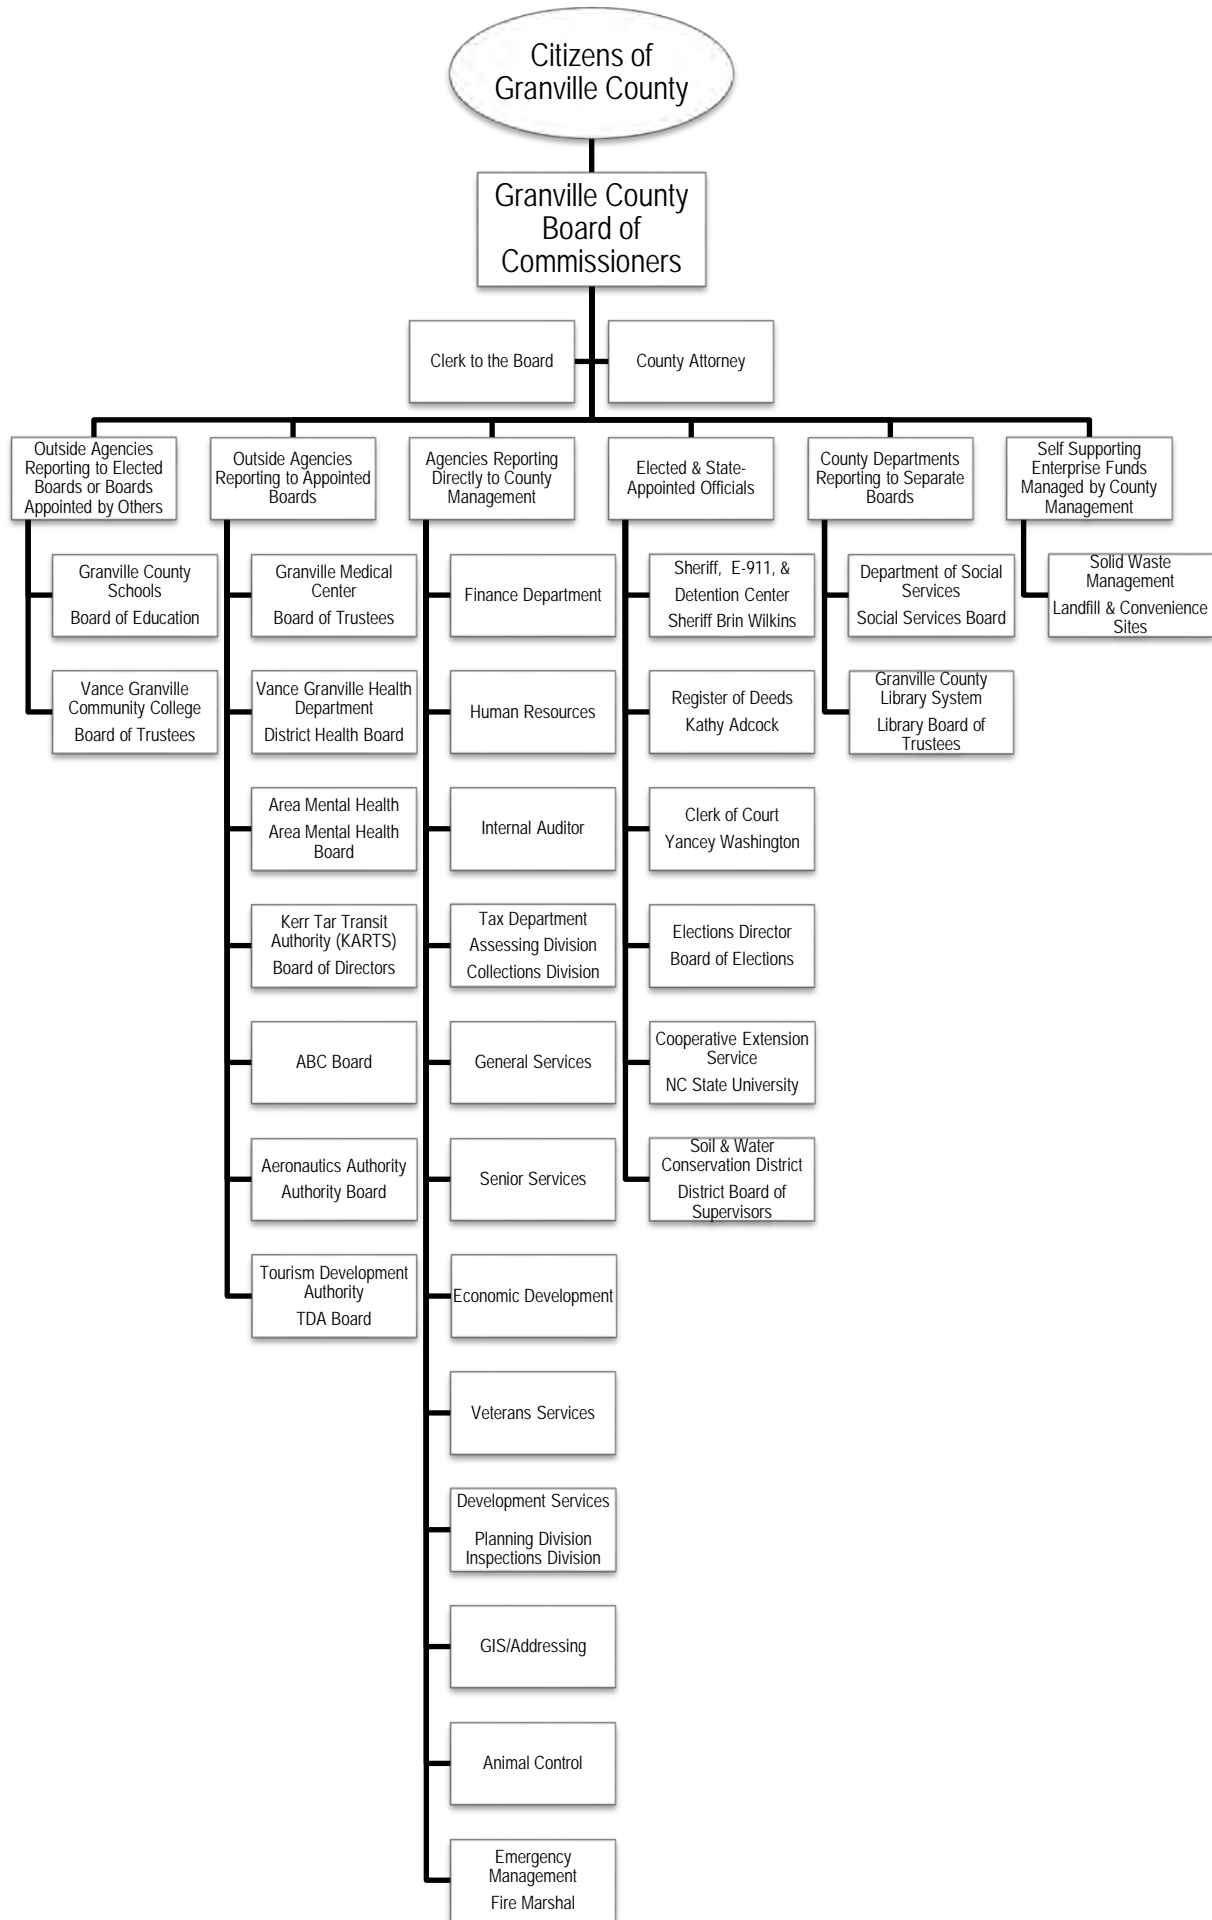 Citizens of
Granville County
Granville County
Board of
Commissioners
Clerk to the Board
County Attorney
Outside Agencies
Reporting to Elected
Boards or Boards
Appointed by Others
Outside Agencies
Reporting to Appointed
Boards
Agencies Reporting
Directly to County
Management
Elected & State-
Appointed Officials
County Departments
Reporting to Separate
Boards
Self Supporting
Enterprise Funds
Managed by County
Management
Granville County
Schools
Board of Education
Vance Granville
Community College
Board of Trustees
Granville Medical
Center
Board of Trustees
Vance Granville Health
Department
District Health Board
Area Mental Health
Area Mental Health
Board
Kerr Tar Transit
Authority (KARTS)
Board of Directors
ABC Board
Aeronautics Authority
Authority Board
Tourism Development
Authority
TDA Board
Finance Department
Human Resources
Internal Auditor
Tax Department
Assessing Division
Collections Division
General Services
Senior Services
Economic Development
Veterans Services
Development Services
Planning Division
Inspections Division
GIS/Addressing
Animal Control
Emergency
Management
Fire Marshal
Sheriff, E-911, &
Detention Center
Sheriff Brin Wilkins
Register of Deeds
Kathy Adcock
Clerk of Court
Yancey Washington
Elections Director
Board of Elections
Cooperative Extension
Service
NC State University
Soil & Water
Conservation District
District Board of
Supervisors
Department of Social
Services
Social Services Board
Granville County
Library System
Library Board of
Trustees
Solid Waste
Management
Landfill & Convenience
Sites